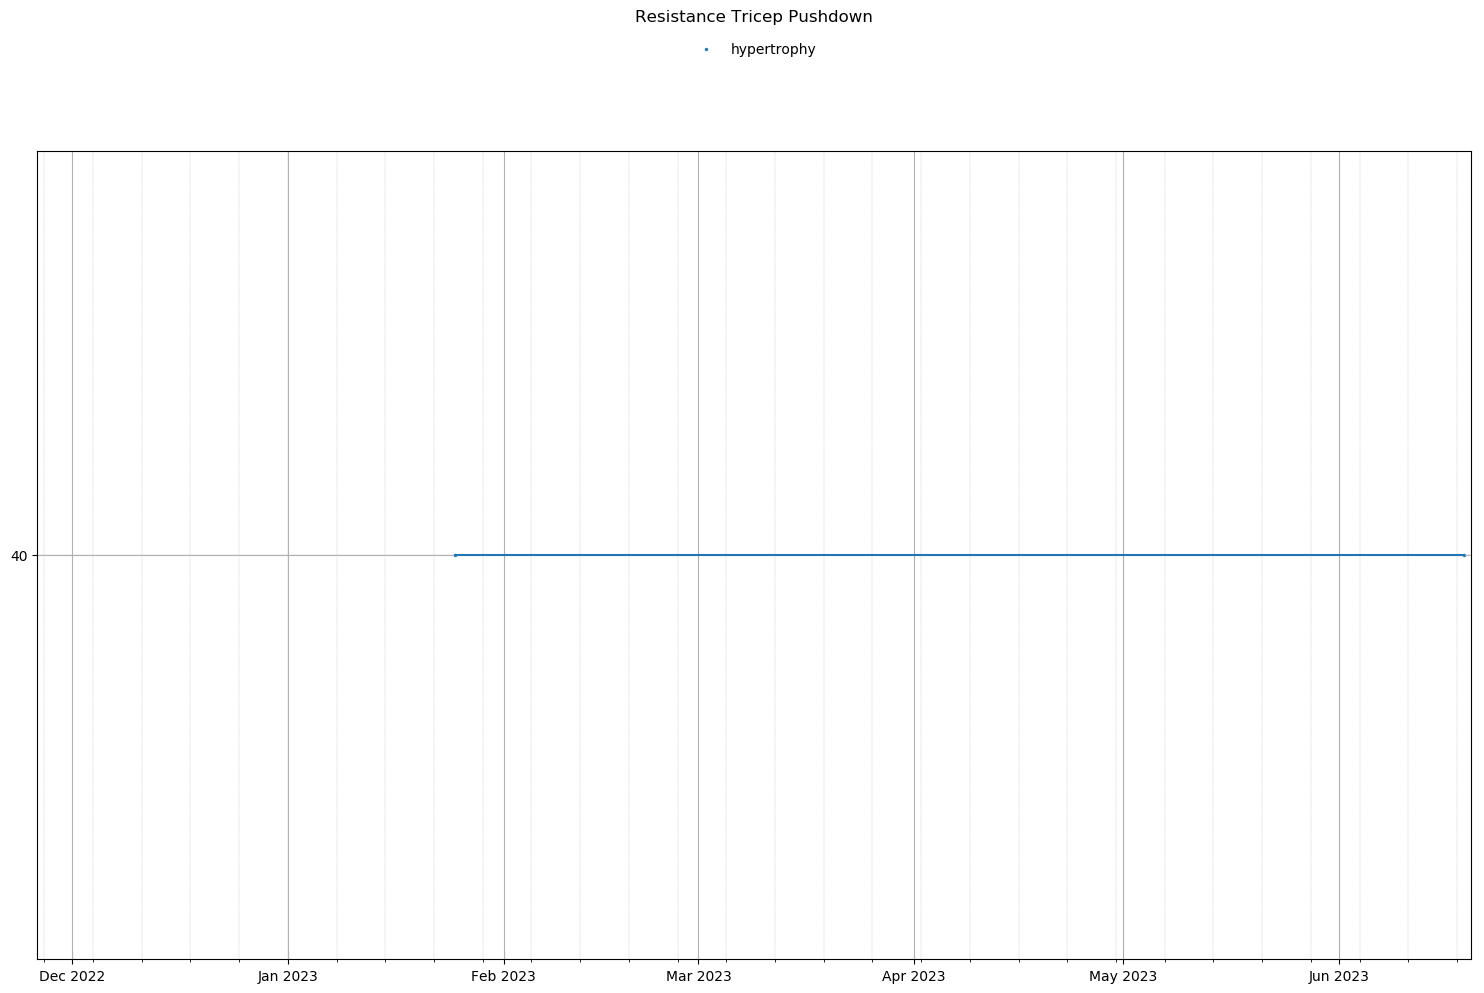 Resistance Tricep Pushdown
hypertrophy
40
Dec 2022
Jan 2023
Feb 2023
Mar 2023
Apr 2023
May 2023
Jun 2023